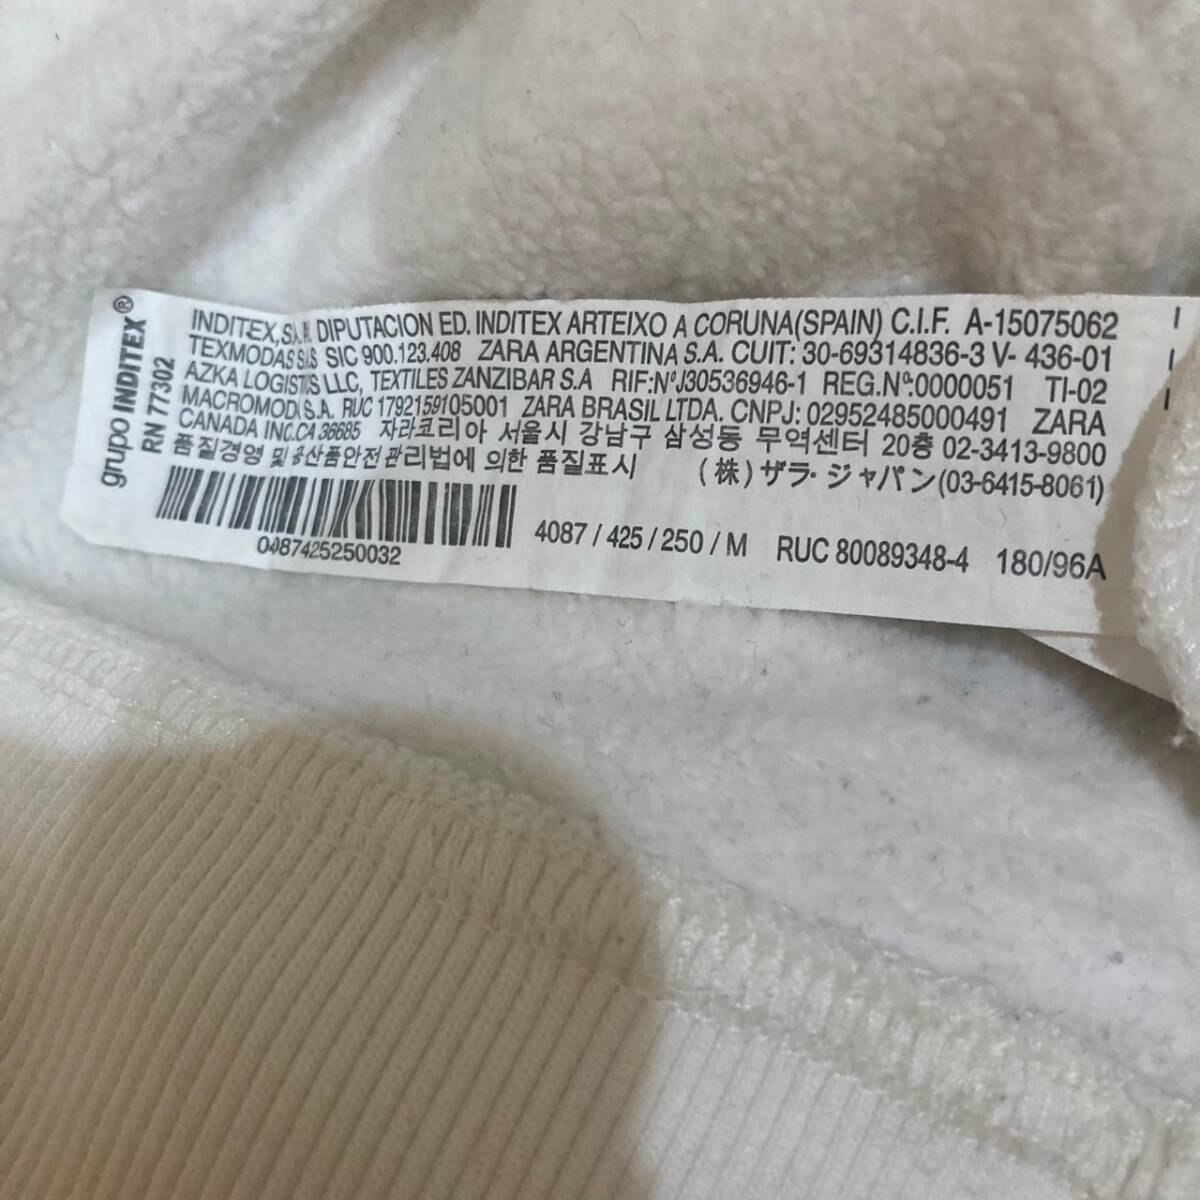 grupo INDITEX®
RN 77302
INDITEX, DIPUTACION ED. INDITEX ARTEIXO A CORUNA(SPAIN) C.I.F. A-15075062
TEXMODAS SIC 900.123.408 ZARA ARGENTINA S.A. CUIT: 30-69314836-3 V- 436-01
AZKA LLC, TEXTILES ZANZIBAR S.A RIF:NºJ30536946-1 REG.Nº:0000051 TI-02
S.A. RUC 1792159105001 ZARA BRASIL LTDA. CNPJ: 02952485000491 ZARA
CANADA INC.CA 36685 자라코리아 서울시 강남구 삼성동 무역센터 20층 02-3413-9800
품질경영 및 공산품안전관리법에 의한 품질표시 (株)ザラ・ジャパン(03-6415-8061)
4087 / 425 / 250 / M RUC 80089348-4 180/96A
0487425250032